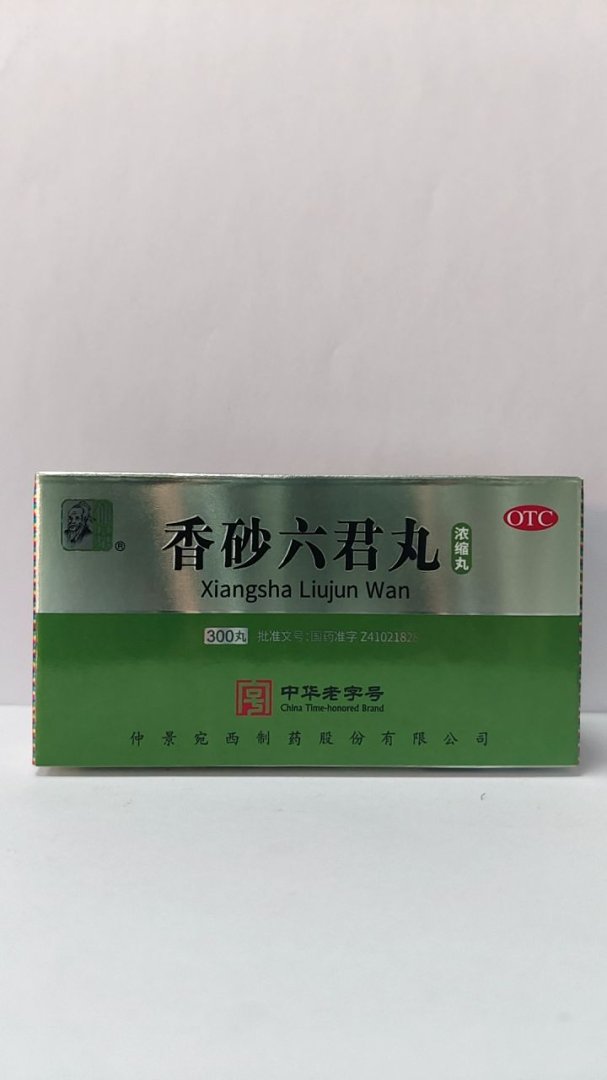 香砂六君丸
浓缩丸
OTC
®
Xiangsha Liujun Wan
300丸 批准文号:国药准字 Z41021828
中华老字号
China Time-honored Brand
仲景宛西制药股份有限公司